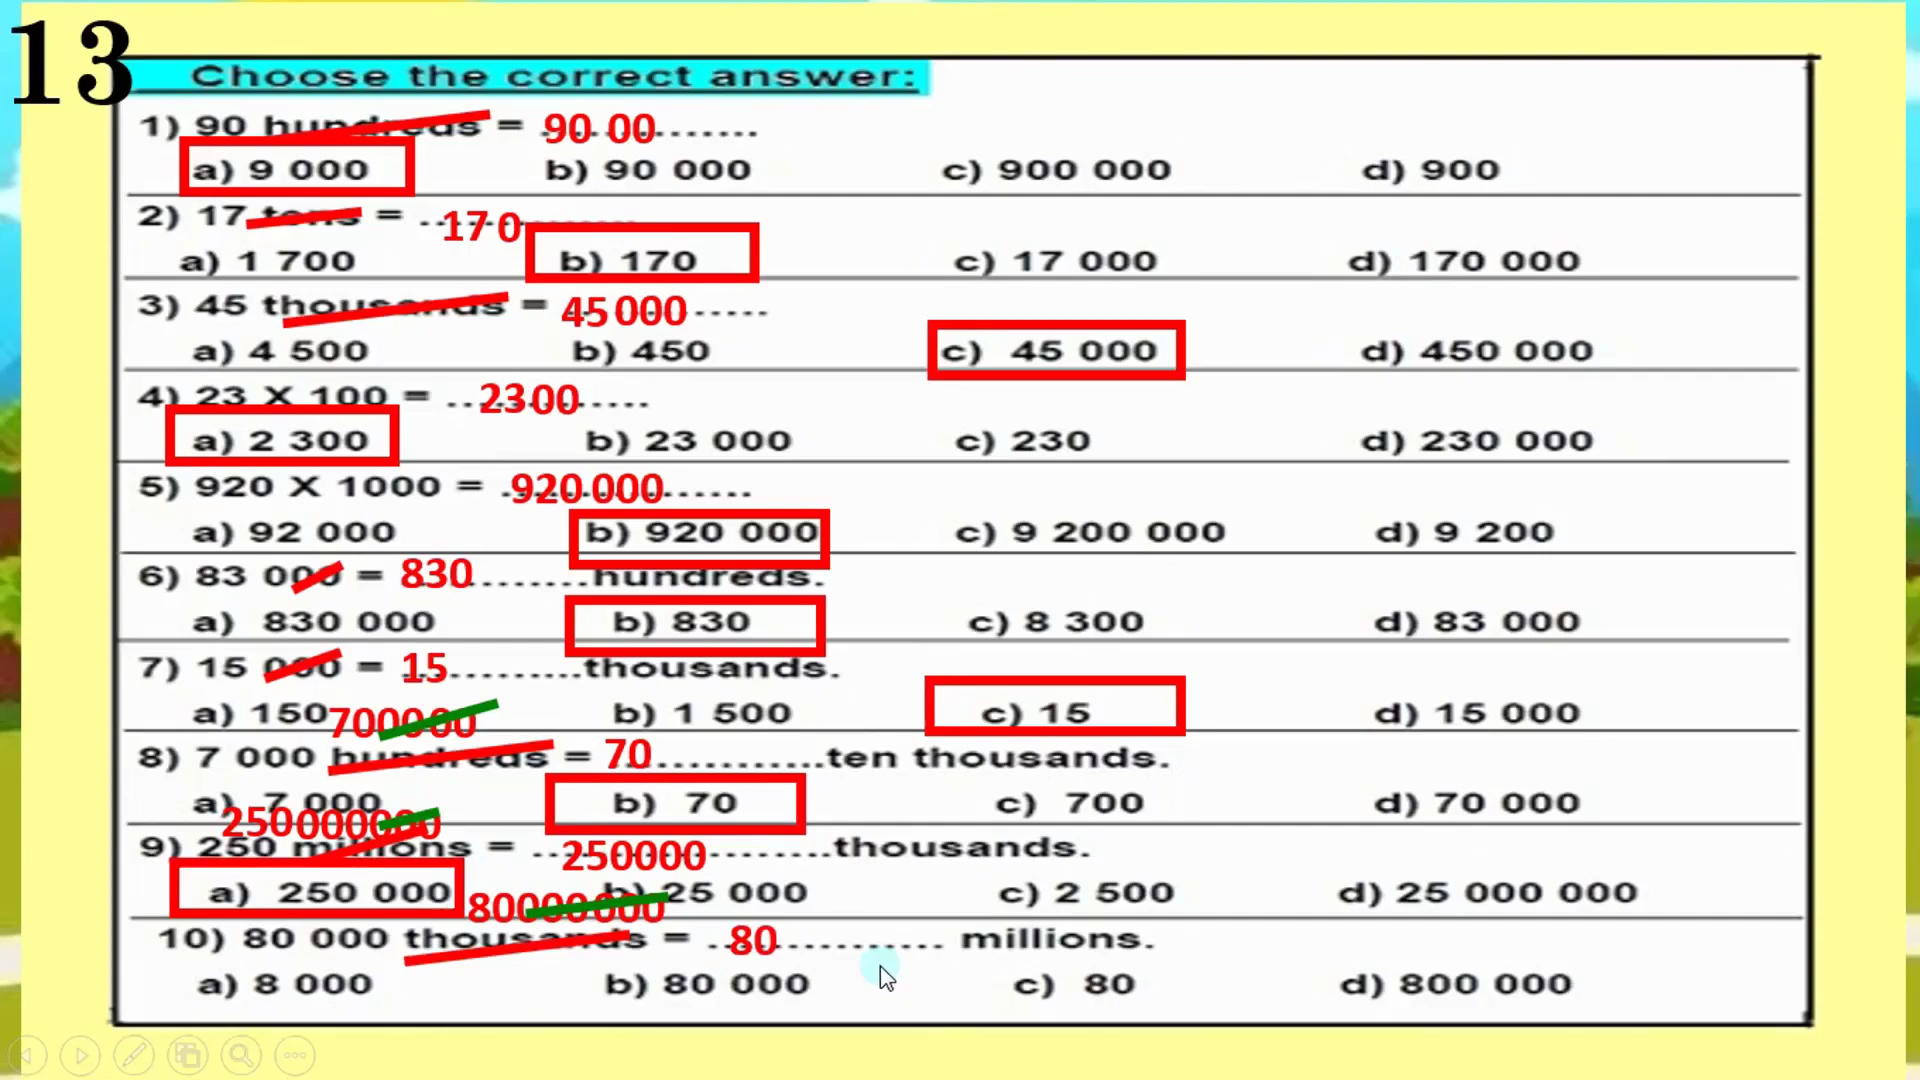 13
Choose the correct answer:
1) 90 hundreds = 90 00 ............
a) 9 000 b) 90 000 c) 900 000 d) 900
2) 17 tens = .. 170 ............
a) 1 700 b) 170 c) 17 000 d) 170 000
3) 45 thousands = 45 000 ............
a) 4 500 b) 450 c) 45 000 d) 450 000
4) 23 X 100 = ... 2300 ......
a) 2 300 b) 23 000 c) 230 d) 230 000
5) 920 X 1000 = .920 000 ......
a) 92 000 b) 920 000 c) 9 200 000 d) 9 200
6) 83 000 = 830 ........hundreds.
a) 830 000 b) 830 c) 8 300 d) 83 000
7) 15 000 = 15 .........thousands.
a) 150 b) 1 500 c) 15 d) 15 000
700000
8) 7 000 hundreds = 70 ............ten thousands.
a) 7 000 b) 70 c) 700 d) 70 000
250000000
9) 250 millions = ... 250000 ........thousands.
a) 250 000 b) 25 000 c) 2 500 d) 25 000 000
80000000
10) 80 000 thousands = .. 80 ............ millions.
a) 8 000 b) 80 000 c) 80 d) 800 000